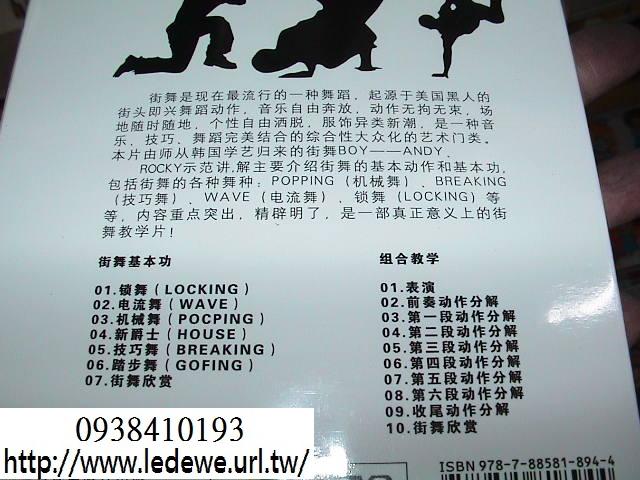 街舞是现在最流行的一种舞蹈，起源于美国黑人的
街头即兴舞蹈动作，音乐自由奔放，动作无拘无束，场
地随时随地，个性自由洒脱，服饰异类新潮，是一种音
乐、技巧、舞蹈完美结合的综合性大众化的艺术门类。
本片由师从韩国学艺归来的街舞BOY——ANDY、
ROCKY示范讲.解主要介绍街舞的基本动作和基本功，
包括街舞的各种舞种：POPPING（机械舞）、BREAKING
（技巧舞）、WAVE（电流舞）、锁舞（LOCKING）等
等，内容重点突出，精辟明了，是一部真正意义上的街
舞教学片！
街舞基本功
01.锁舞（LOCKING）
02.电流舞（WAVE）
03.机械舞（POCPING）
04.新爵士（HOUSE）
05.技巧舞（BREAKING）
06.踏步舞（GOFING）
07.街舞欣赏
组合教学
01.表演
02.前奏动作分解
03.第一段动作分解
04.第二段动作分解
05.第三段动作分解
06.第四段动作分解
07.第五段动作分解
08.第六段动作分解
09.收尾动作分解
10.街舞欣赏
0938410193
http://www.ledewe.url.tw/
ISBN 978-7-88581-894-4